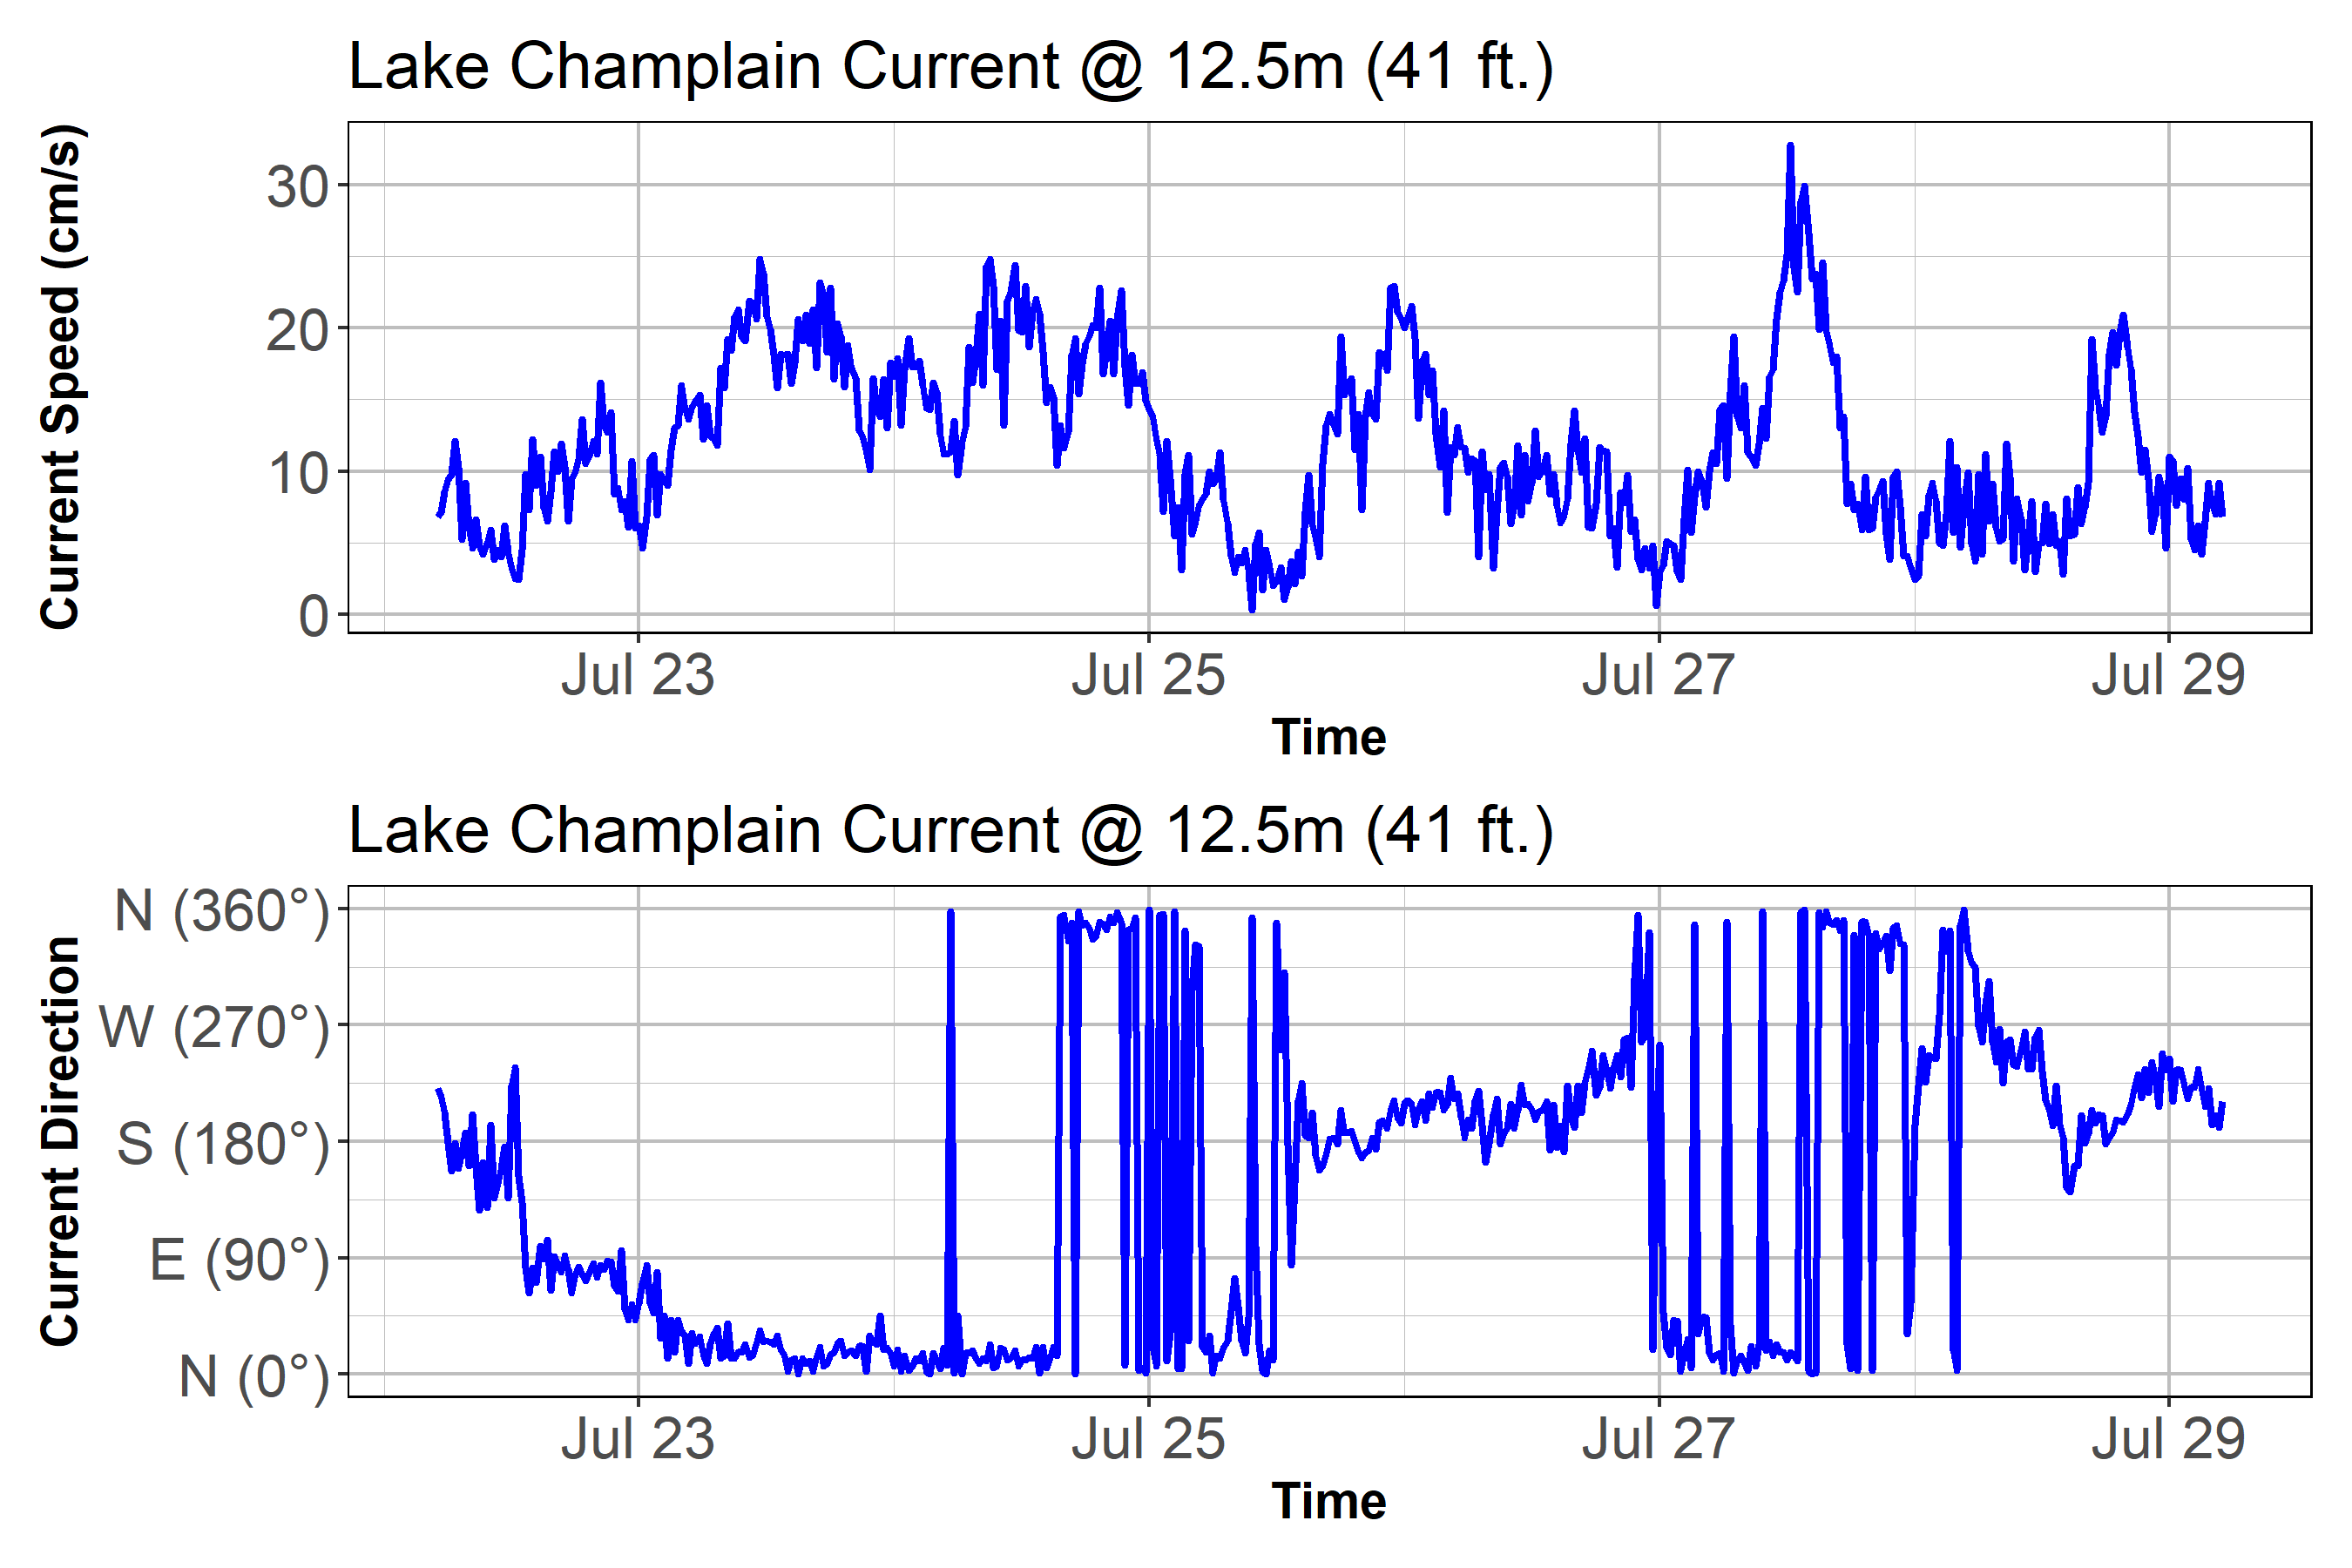 Lake Champlain Current @ 12.5m (41 ft.)
Current Speed (cm/s)
30
20
10
0
Jul 23 Jul 25 Jul 27 Jul 29
Time
Lake Champlain Current @ 12.5m (41 ft.)
Current Direction
N (360°)
W (270°)
S (180°)
E (90°)
N (0°)
Jul 23 Jul 25 Jul 27 Jul 29
Time